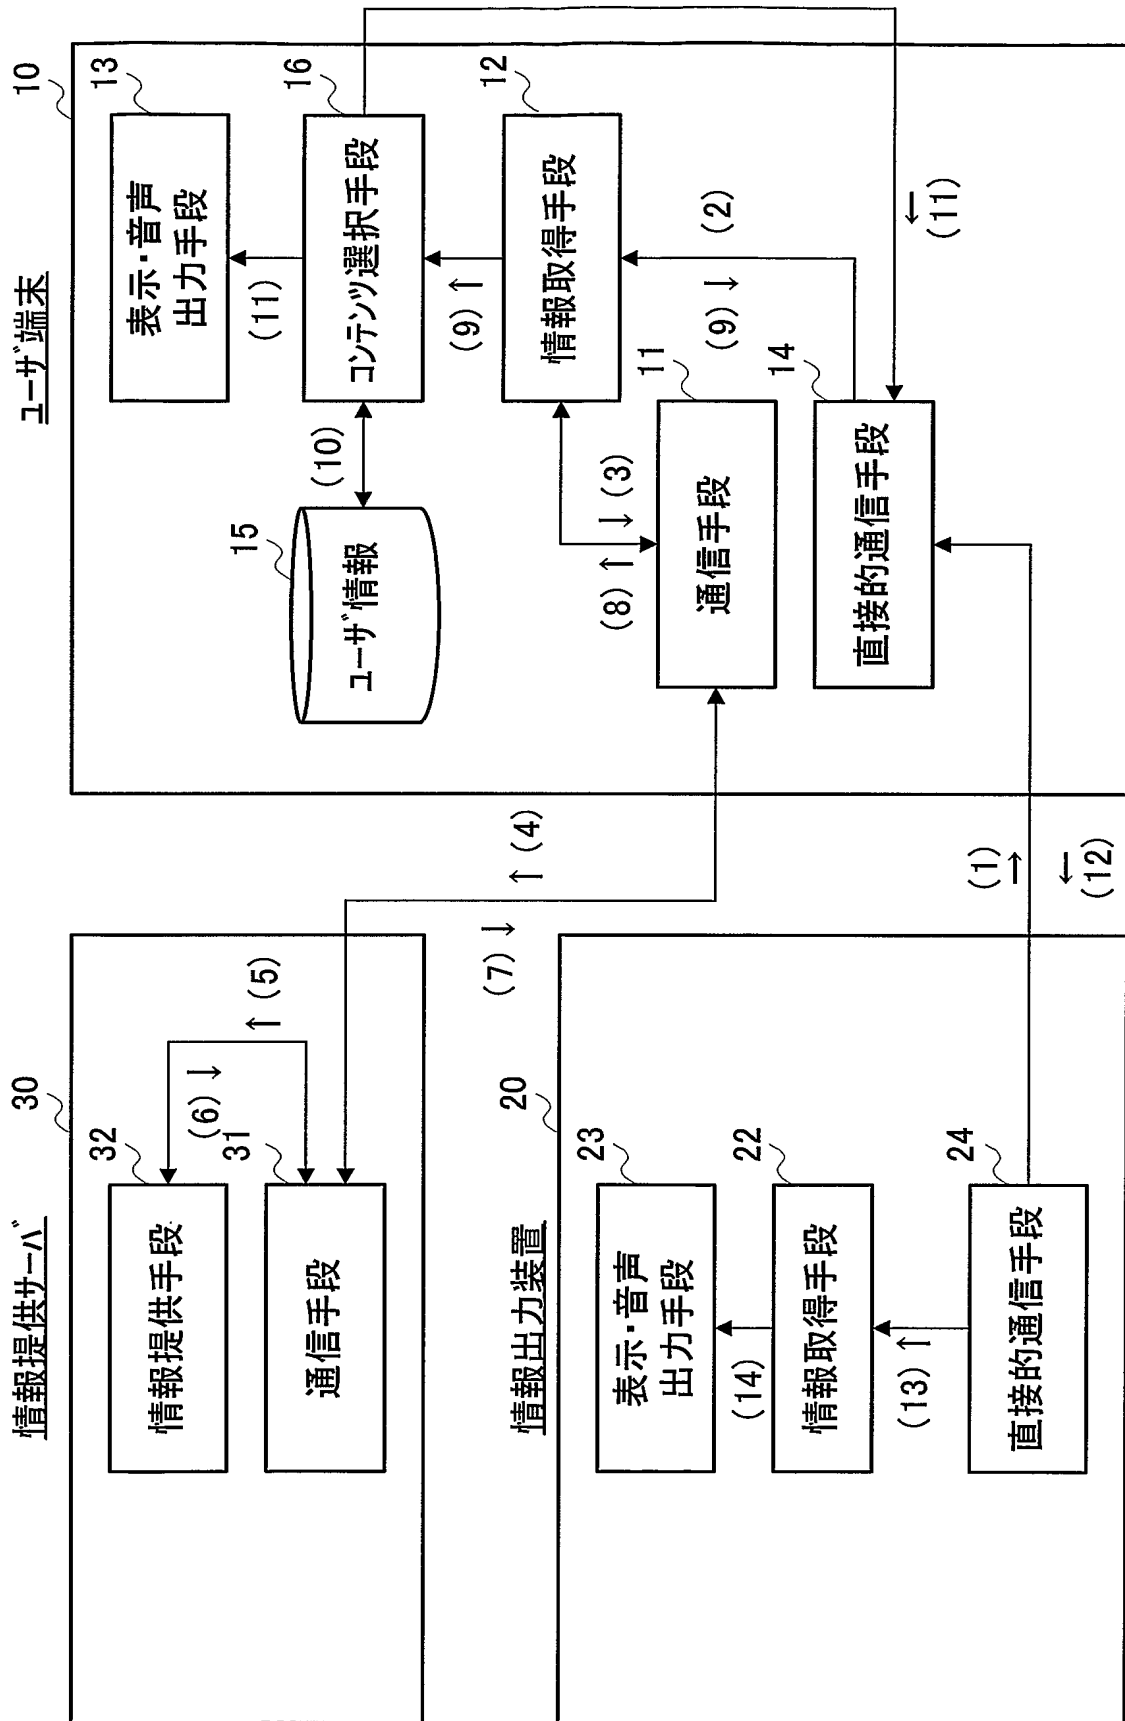 情報提供サーバ
30
32
情報提供手段
(6) ↓
↑ (5)
31
通信手段
(7) ↓
↑ (4)
情報出力装置
20
23
表示・音声
出力手段
(14)
22
情報取得手段
(13) ↑
24
直接的通信手段
(1)
→
←
(12)
ユーザ端末
10
13
表示・音声
出力手段
(11)
16
コンテンツ選択手段
(10)
15
ユーザ情報
(9) ↑
12
情報取得手段
(8) ↑
↓ (3)
11
通信手段
(9) ↓
(2)
14
直接的通信手段
←
(11)